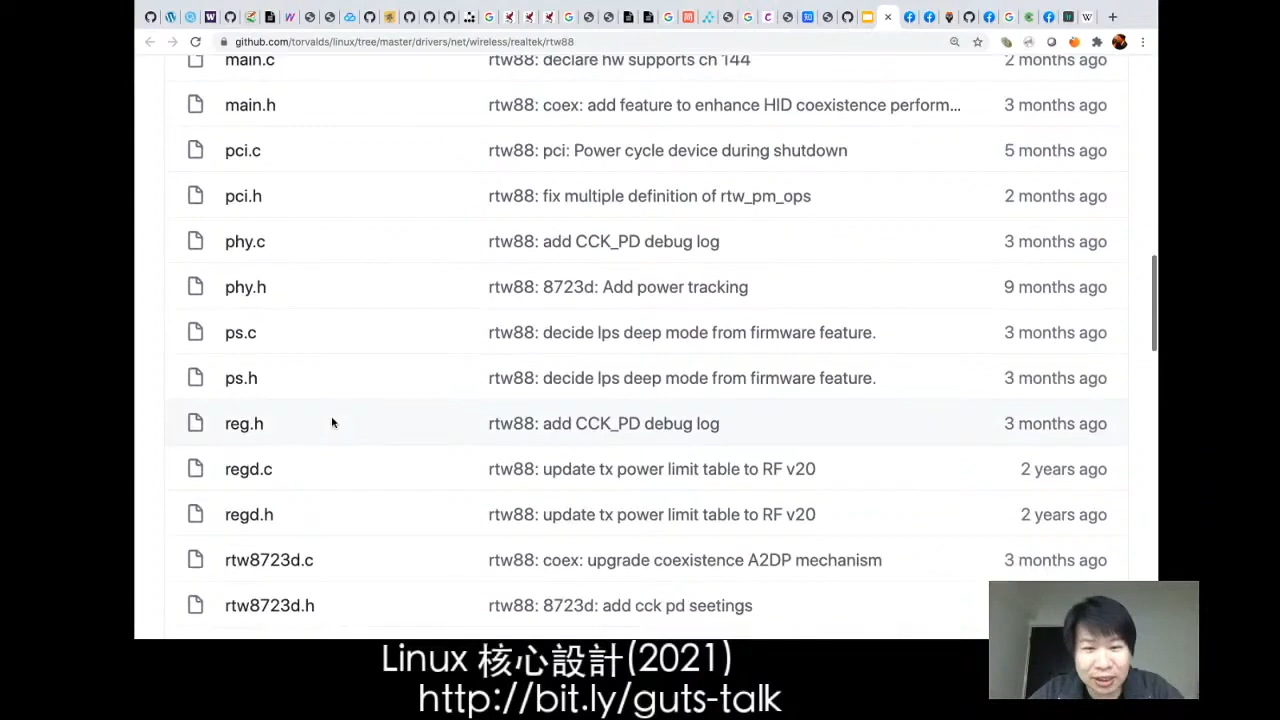 github.com/torvalds/linux/tree/master/drivers/net/wireless/realtek/rtw88
main.c rtw88: declare hw supports ch 144 2 months ago
main.h rtw88: coex: add feature to enhance HID coexistence perform... 3 months ago
pci.c rtw88: pci: Power cycle device during shutdown 5 months ago
pci.h rtw88: fix multiple definition of rtw_pm_ops 2 months ago
phy.c rtw88: add CCK_PD debug log 3 months ago
phy.h rtw88: 8723d: Add power tracking 9 months ago
ps.c rtw88: decide lps deep mode from firmware feature. 3 months ago
ps.h rtw88: decide lps deep mode from firmware feature. 3 months ago
reg.h rtw88: add CCK_PD debug log 3 months ago
regd.c rtw88: update tx power limit table to RF v20 2 years ago
regd.h rtw88: update tx power limit table to RF v20 2 years ago
rtw8723d.c rtw88: coex: upgrade coexistence A2DP mechanism 3 months ago
rtw8723d.h rtw88: 8723d: add cck pd seetings
Linux 核心設計(2021)
http://bit.ly/guts-talk